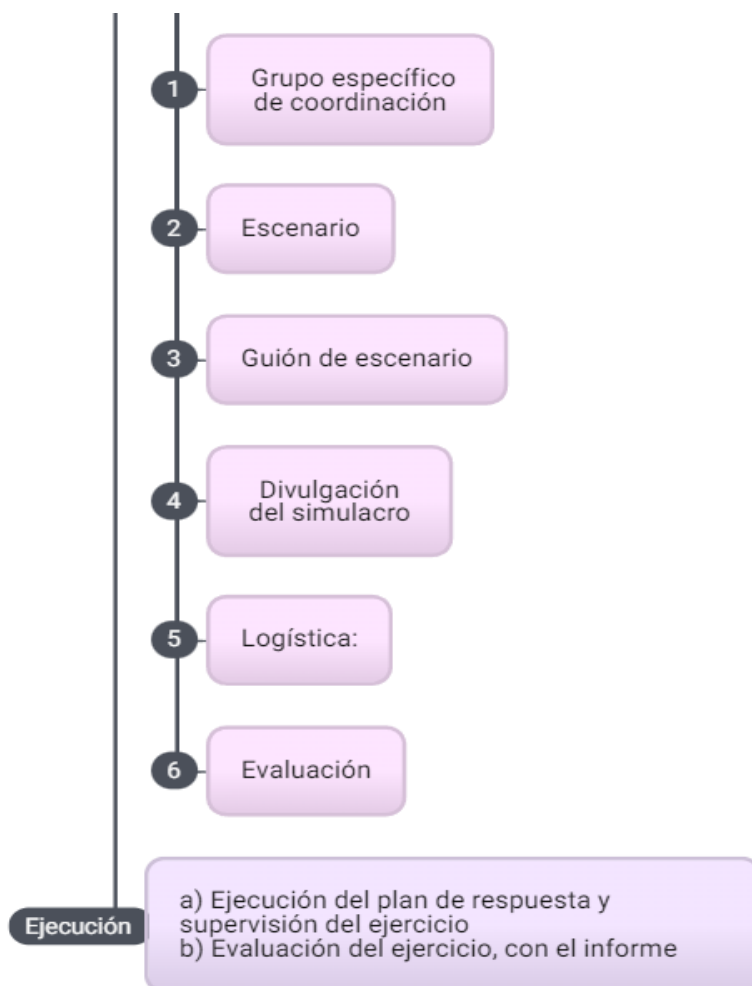 1
Grupo específico
de coordinación
2
Escenario
3
Guión de escenario
4
Divulgación
del simulacro
5
Logística:
6
Evaluación
Ejecución
a) Ejecución del plan de respuesta y
supervisión del ejercicio
b) Evaluación del ejercicio, con el informe